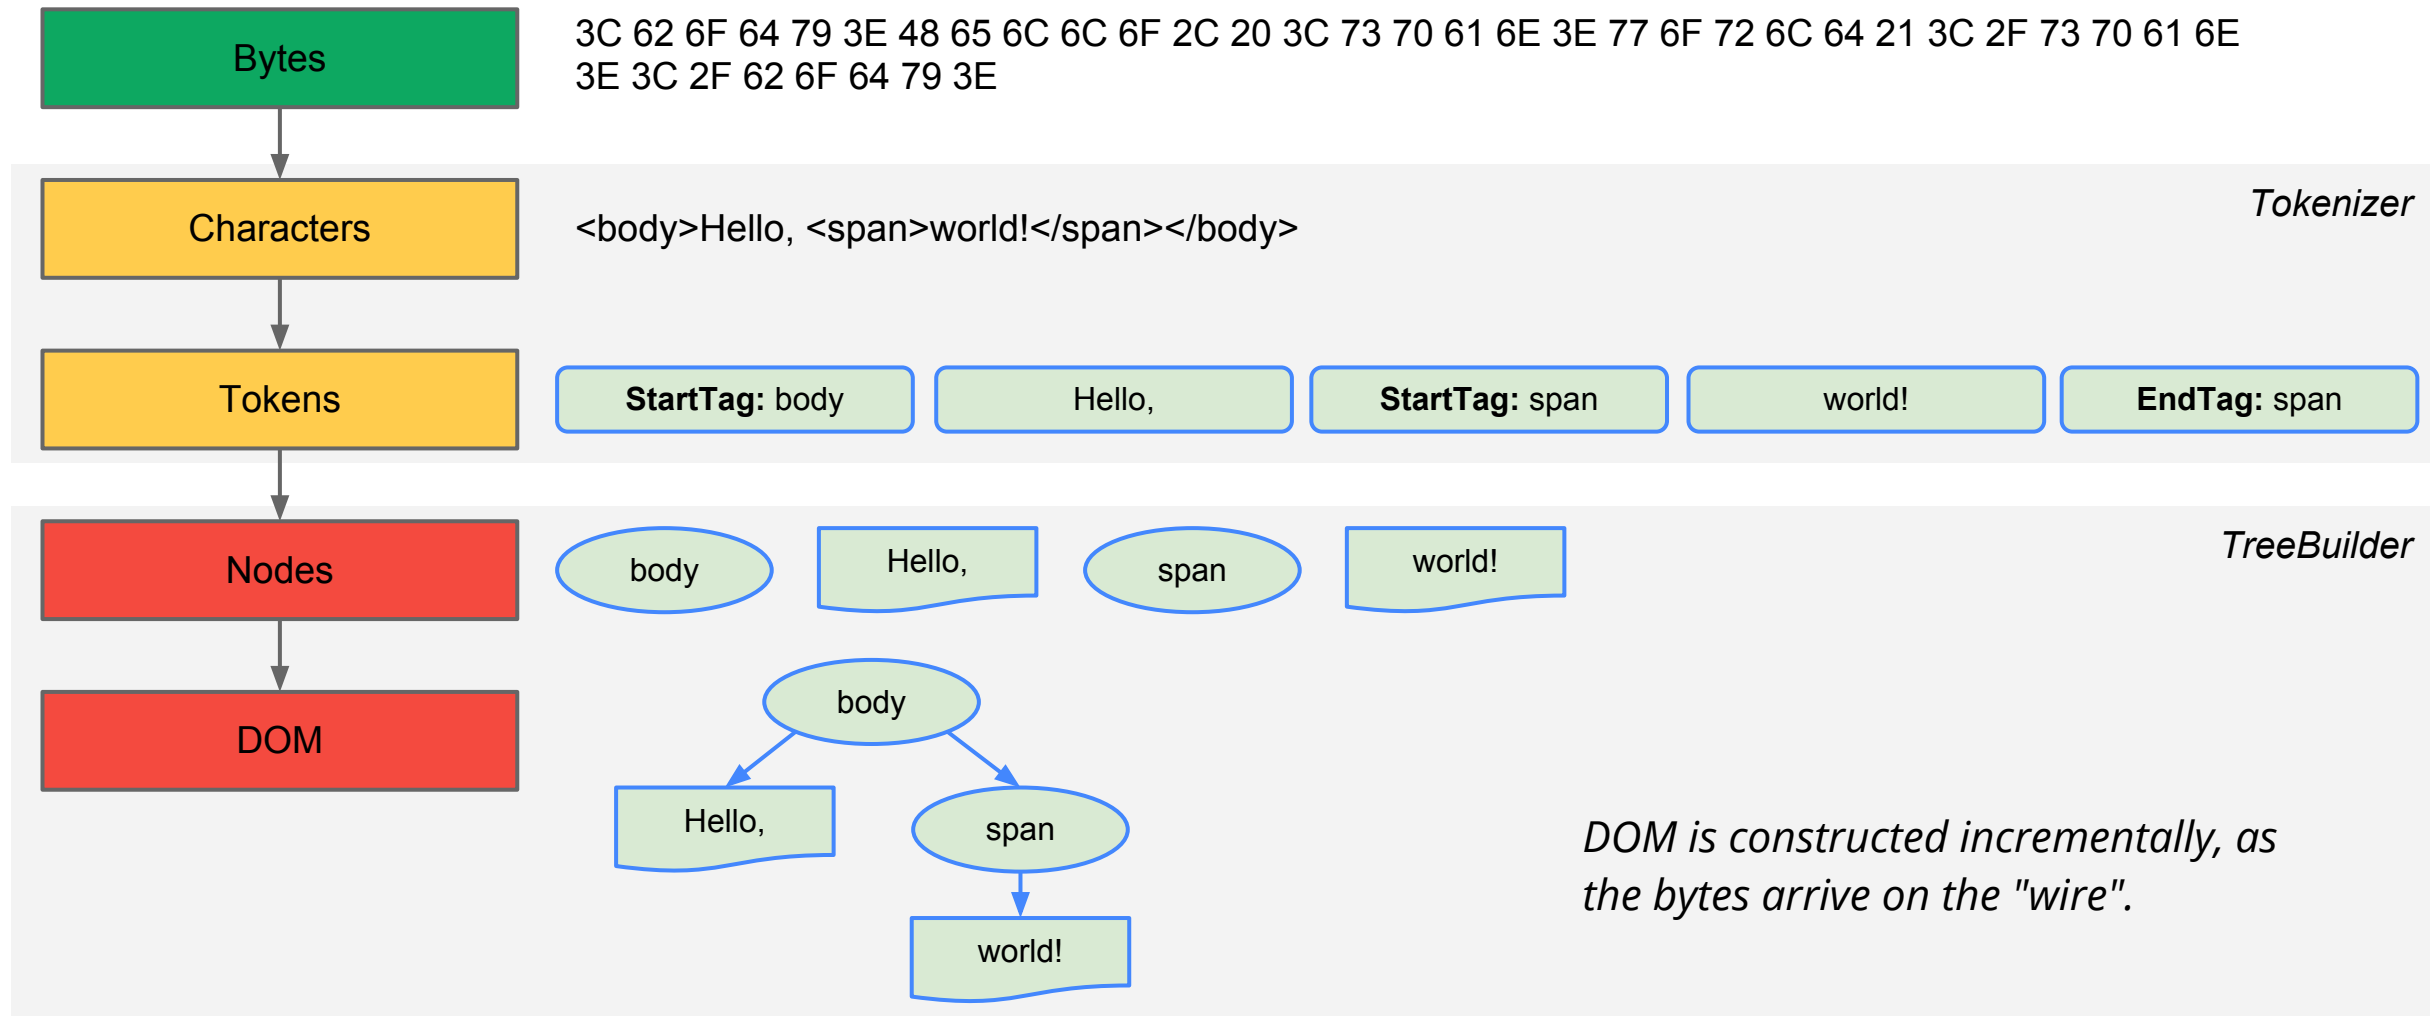 Bytes
3C 62 6F 64 79 3E 48 65 6C 6C 6F 2C 20 3C 73 70 61 6E 3E 77 6F 72 6C 64 21 3C 2F 73 70 61 6E
3E 3C 2F 62 6F 64 79 3E
Tokenizer
Characters
<body>Hello, <span>world!</span></body>
Tokens
StartTag: body
Hello,
StartTag: span
world!
EndTag: span
TreeBuilder
Nodes
body
Hello,
span
world!
DOM
body
Hello,
span
world!
DOM is constructed incrementally, as
the bytes arrive on the "wire".